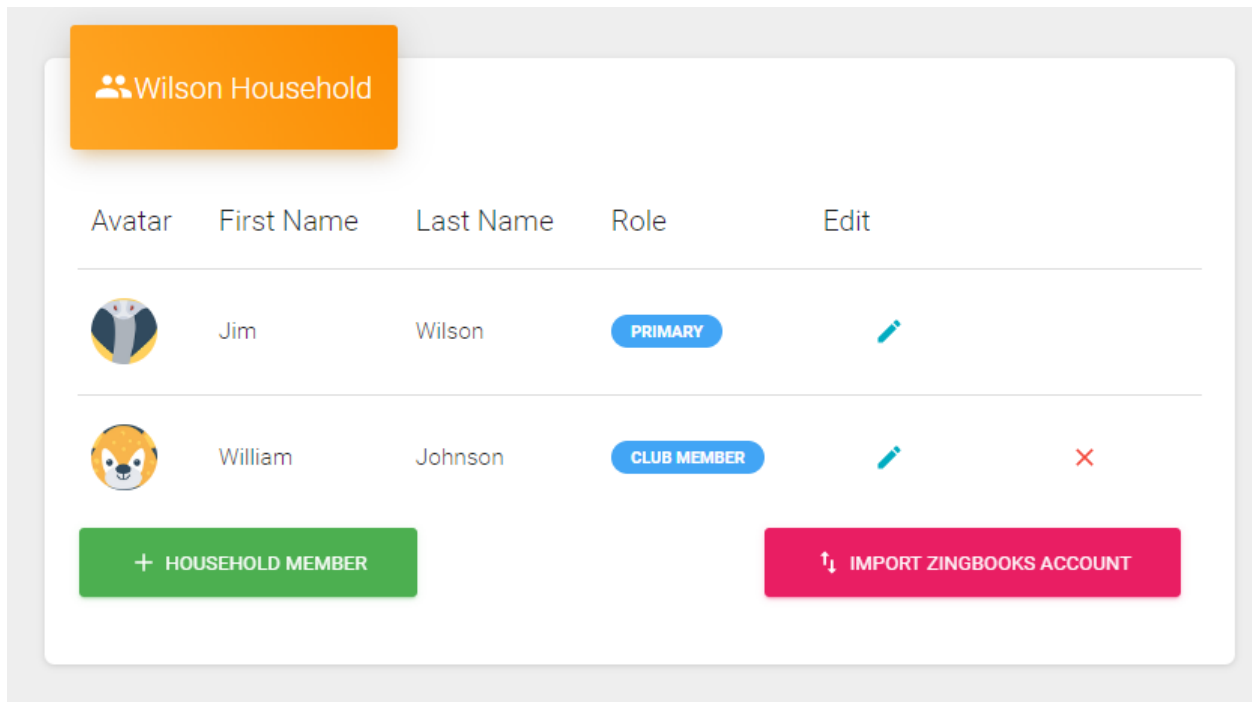 Wilson Household
Avatar First Name Last Name Role Edit
Jim Wilson PRIMARY
William Johnson CLUB MEMBER
+ HOUSEHOLD MEMBER
IMPORT ZINGBOOKS ACCOUNT